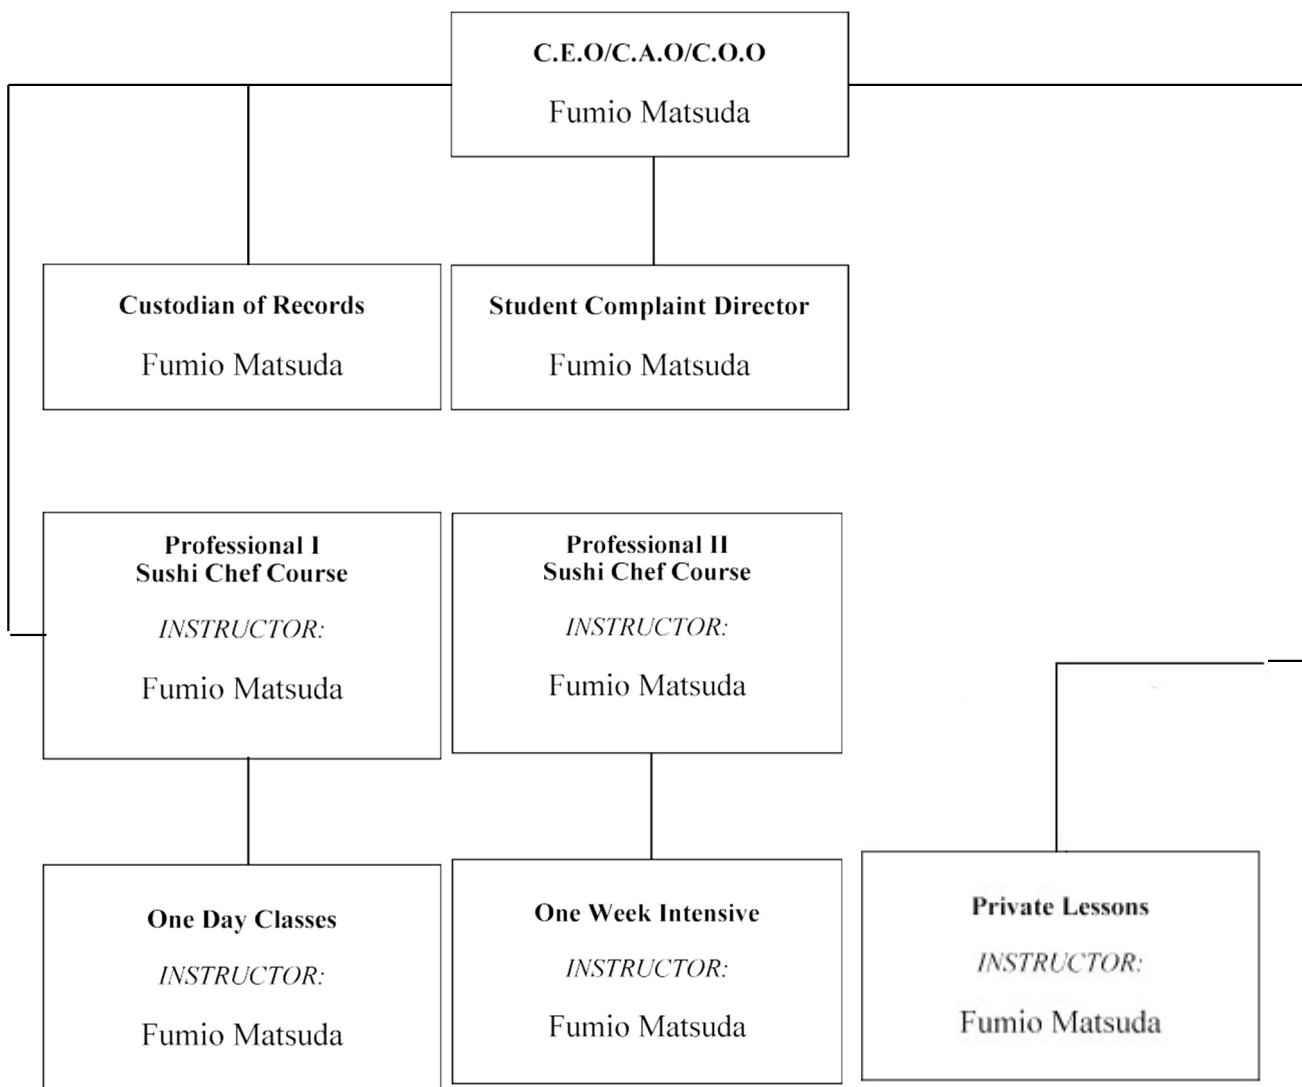 C.E.O/C.A.O/C.O.O
Fumio Matsuda
Custodian of Records
Fumio Matsuda
Student Complaint Director
Fumio Matsuda
Professional I
Sushi Chef Course
INSTRUCTOR:
Fumio Matsuda
Professional II
Sushi Chef Course
INSTRUCTOR:
Fumio Matsuda
One Day Classes
INSTRUCTOR:
Fumio Matsuda
One Week Intensive
INSTRUCTOR:
Fumio Matsuda
Private Lessons
INSTRUCTOR:
Fumio Matsuda